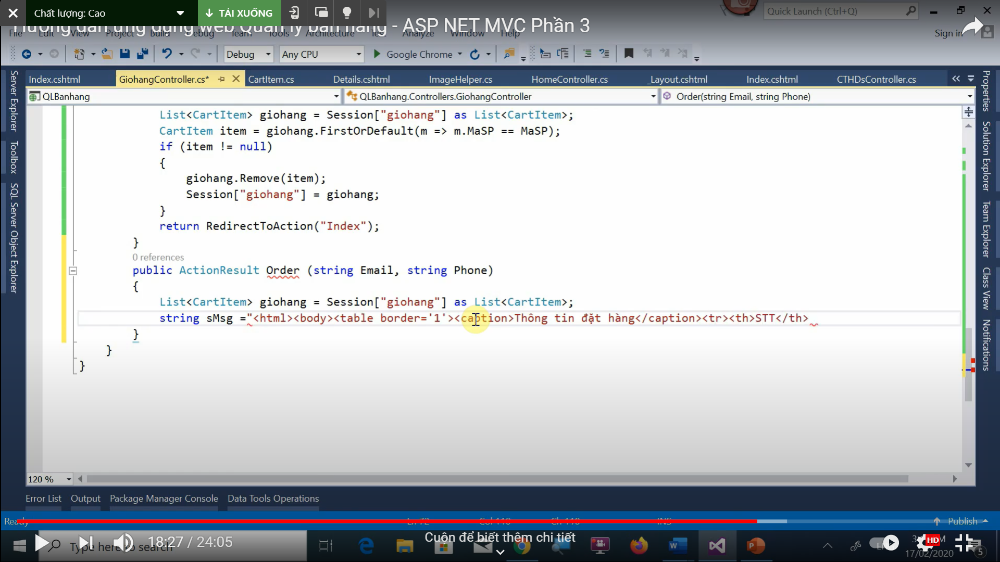 Chất lượng: Cao
TẢI XUỐNG
Hướng dẫn ứng dụng Web Quản lý bán hàng - ASP NET MVC Phần 3
Quick Launch (Ctrl+Q)
File Edit View Project Build Debug Team Tools Architecture Test Analyze Window Help
Sign in
Debug
Any CPU
Google Chrome
Index.cshtml
GiohangController.cs*
CartItem.cs
Details.cshtml
ImageHelper.cs
HomeController.cs
_Layout.cshtml
Index.cshtml
CTHDsController.cs
QLBanhang
QLBanhang.Controllers.GiohangController
Order(string Email, string Phone)
Server Explorer
Toolbox
SQL Server Object Explorer
List<CartItem> giohang = Session["giohang"] as List<CartItem>;
CartItem item = giohang.FirstOrDefault(m => m.MaSP == MaSP);
if (item != null)
{
giohang.Remove(item);
Session["giohang"] = giohang;
}
return RedirectToAction("Index");
}
0 references
public ActionResult Order (string Email, string Phone)
{
List<CartItem> giohang = Session["giohang"] as List<CartItem>;
string sMsg ="<html><body><table border='1'><caption>Thông tin đặt hàng</caption><tr><th>STT</th>
}
}
}
Properties
Solution Explorer
Team Explorer
Class View
Notifications
120 %
Error List
Output
Package Manager Console
Data Tools Operations
Ready
Ln 72
Col 110
Ch 110
INS
Publish
Type here to search
18:27 / 24:05
Cuộn để biết thêm chi tiết
HD
17/02/2020
5